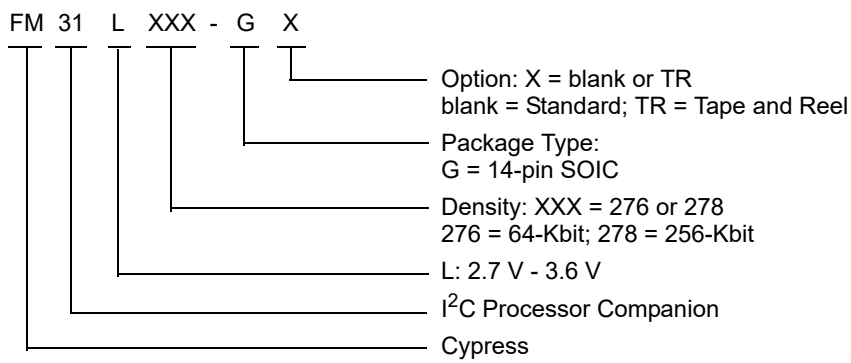 FM 31 L XXX - G X
Option: X = blank or TR
blank = Standard; TR = Tape and Reel
Package Type:
G = 14-pin SOIC
Density: XXX = 276 or 278
276 = 64-Kbit; 278 = 256-Kbit
L: 2.7 V - 3.6 V
I²C Processor Companion
Cypress